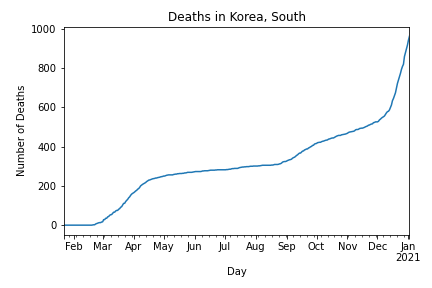 Deaths in Korea, South
1000
800
600
400
200
0
Number of Deaths
Feb Mar Apr May Jun Jul Aug Sep Oct Nov Dec Jan
2021
Day